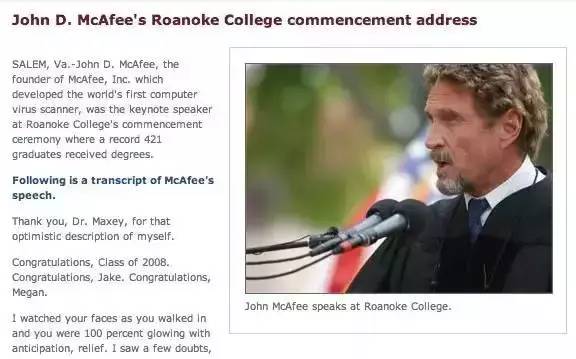 John D. McAfee's Roanoke College commencement address
SALEM, Va.-John D. McAfee, the
founder of McAfee, Inc. which
developed the world's first computer
virus scanner, was the keynote speaker
at Roanoke College's commencement
ceremony where a record 421
graduates received degrees.
Following is a transcript of McAfee's
speech.
Thank you, Dr. Maxey, for that
optimistic description of myself.
Congratulations, Class of 2008.
Congratulations, Jake. Congratulations,
Megan.
I watched your faces as you walked in
and you were 100 percent glowing with
anticipation, relief. I saw a few doubts,
John McAfee speaks at Roanoke College.